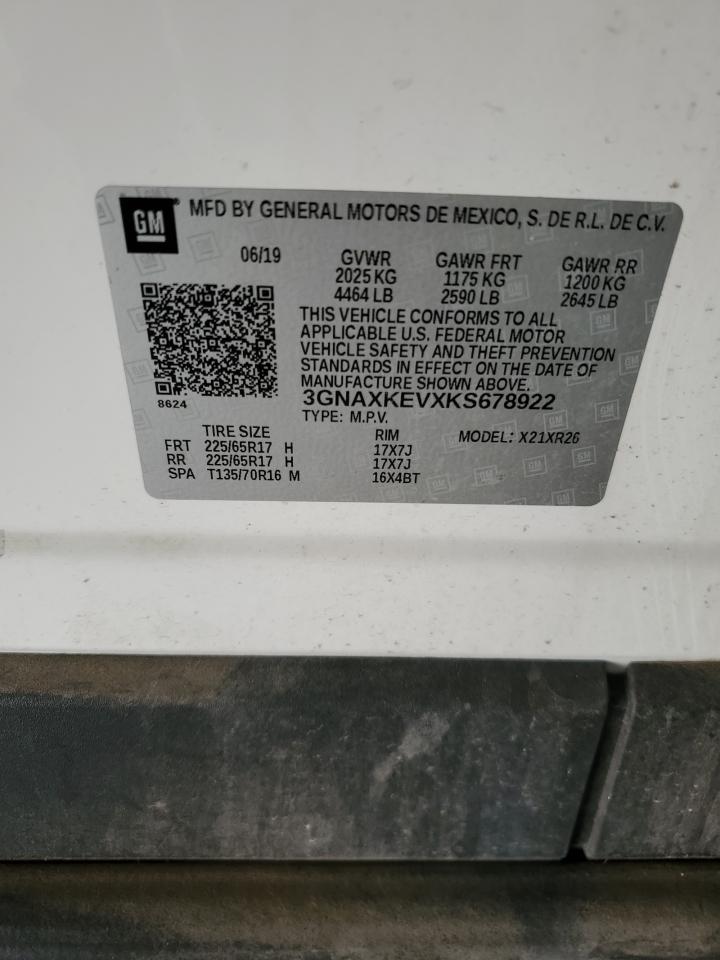 GM MFD BY GENERAL MOTORS DE MEXICO, S. DE R.L. DE C.V.
06/19 GVWR GAWR FRT GAWR RR
2025 KG 1175 KG 1200 KG
4464 LB 2590 LB 2645 LB
THIS VEHICLE CONFORMS TO ALL
APPLICABLE U.S. FEDERAL MOTOR
VEHICLE SAFETY AND THEFT PREVENTION
STANDARDS IN EFFECT ON THE DATE OF
MANUFACTURE SHOWN ABOVE.
8624
3GNAXKEVXKS678922
TYPE: M.P.V.
TIRE SIZE RIM MODEL: X21XR26
FRT 225/65R17 H 17X7J
RR 225/65R17 H 17X7J
SPA T135/70R16 M 16X4BT